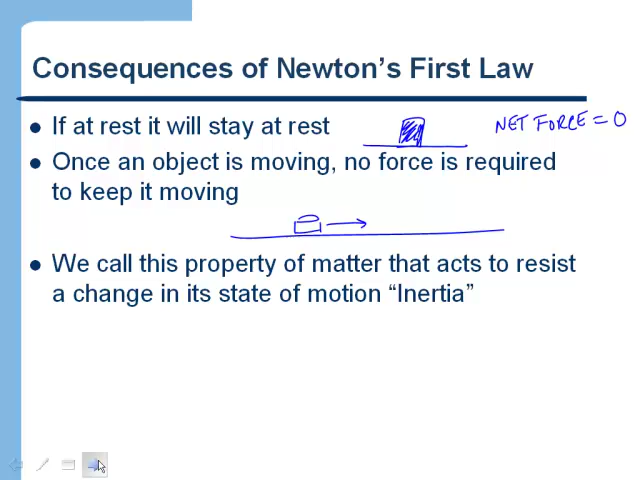 Consequences of Newton's First Law
If at rest it will stay at rest
NET FORCE = 0
Once an object is moving, no force is required
to keep it moving
We call this property of matter that acts to resist
a change in its state of motion “Inertia”